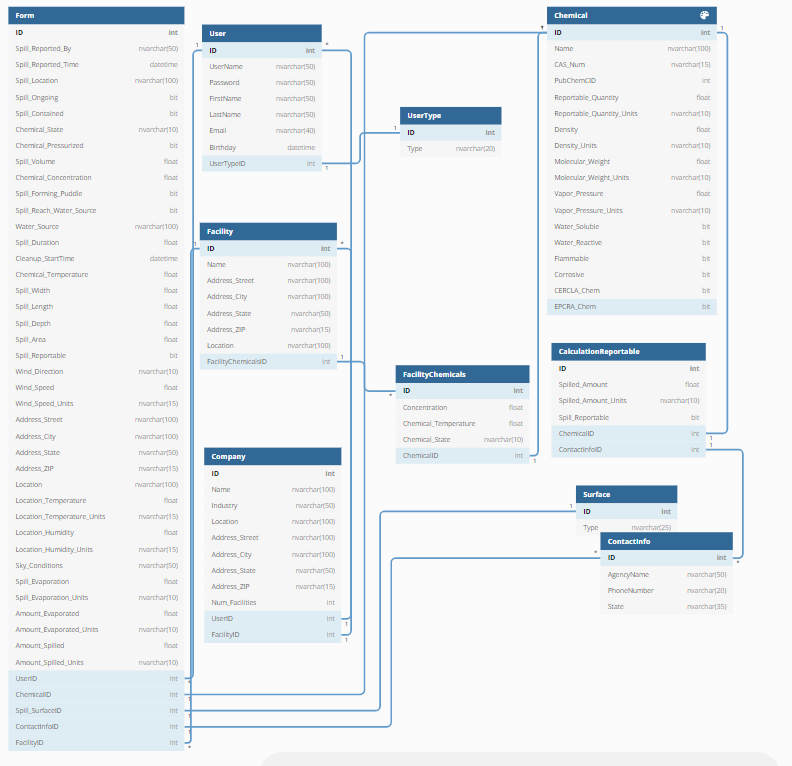 Form
ID int
Spill_Reported_By nvarchar(50)
Spill_Reported_Time datetime
Spill_Location nvarchar(100)
Spill_Ongoing bit
Spill_Contained bit
Chemical_State nvarchar(10)
Chemical_Pressurized bit
Spill_Volume float
Chemical_Concentration float
Spill_Forming_Puddle bit
Spill_Reach_Water_Source bit
Water_Source nvarchar(100)
Spill_Duration float
Cleanup_StartTime datetime
Chemical_Temperature float
Spill_Width float
Spill_Length float
Spill_Depth float
Spill_Area float
Spill_Reportable bit
Wind_Direction nvarchar(10)
Wind_Speed float
Wind_Speed_Units nvarchar(15)
Address_Street nvarchar(100)
Address_City nvarchar(100)
Address_State nvarchar(50)
Address_ZIP nvarchar(15)
Location nvarchar(100)
Location_Temperature float
Location_Temperature_Units nvarchar(15)
Location_Humidity float
Location_Humidity_Units nvarchar(15)
Sky_Conditions nvarchar(50)
Spill_Evaporation float
Spill_Evaporation_Units nvarchar(10)
Amount_Evaporated float
Amount_Evaporated_Units nvarchar(10)
Amount_Spilled float
Amount_Spilled_Units nvarchar(10)
UserID int
ChemicalID int
Spill_SurfaceID int
ContactInfoID int
FacilityID int
User
1 ID int *
UserName nvarchar(50)
Password nvarchar(50)
FirstName nvarchar(50)
LastName nvarchar(50)
Email nvarchar(40)
Birthday datetime
UserTypeID int 1
Facility
1 ID int *
Name nvarchar(100)
Address_Street nvarchar(100)
Address_City nvarchar(100)
Address_State nvarchar(50)
Address_ZIP nvarchar(15)
Location nvarchar(100)
FacilityChemicalsID int 1
Company
ID int
Name nvarchar(100)
Industry nvarchar(50)
Location nvarchar(100)
Address_Street nvarchar(100)
Address_City nvarchar(100)
Address_State nvarchar(50)
Address_ZIP nvarchar(15)
Num_Facilities int
UserID int 1
FacilityID int 1
UserType
1 ID int
Type nvarchar(20)
FacilityChemicals
* ID int
Concentration float
Chemical_Temperature float
Chemical_State nvarchar(10)
ChemicalID int 1
Chemical
ID int 1
Name nvarchar(100)
CAS_Num nvarchar(15)
PubChemCID int
Reportable_Quantity float
Reportable_Quantity_Units nvarchar(10)
Density float
Density_Units nvarchar(10)
Molecular_Weight float
Molecular_Weight_Units nvarchar(10)
Vapor_Pressure float
Vapor_Pressure_Units nvarchar(10)
Water_Soluble bit
Water_Reactive bit
Flammable bit
Corrosive bit
CERCLA_Chem bit
EPCRA_Chem bit
CalculationReportable
ID int
Spilled_Amount float
Spilled_Amount_Units nvarchar(10)
Spill_Reportable bit
ChemicalID int 1
ContactInfoID int 1
Surface
1 ID int
Type nvarchar(25)
ContactInfo
* ID int *
AgencyName nvarchar(50)
PhoneNumber nvarchar(20)
State nvarchar(35)